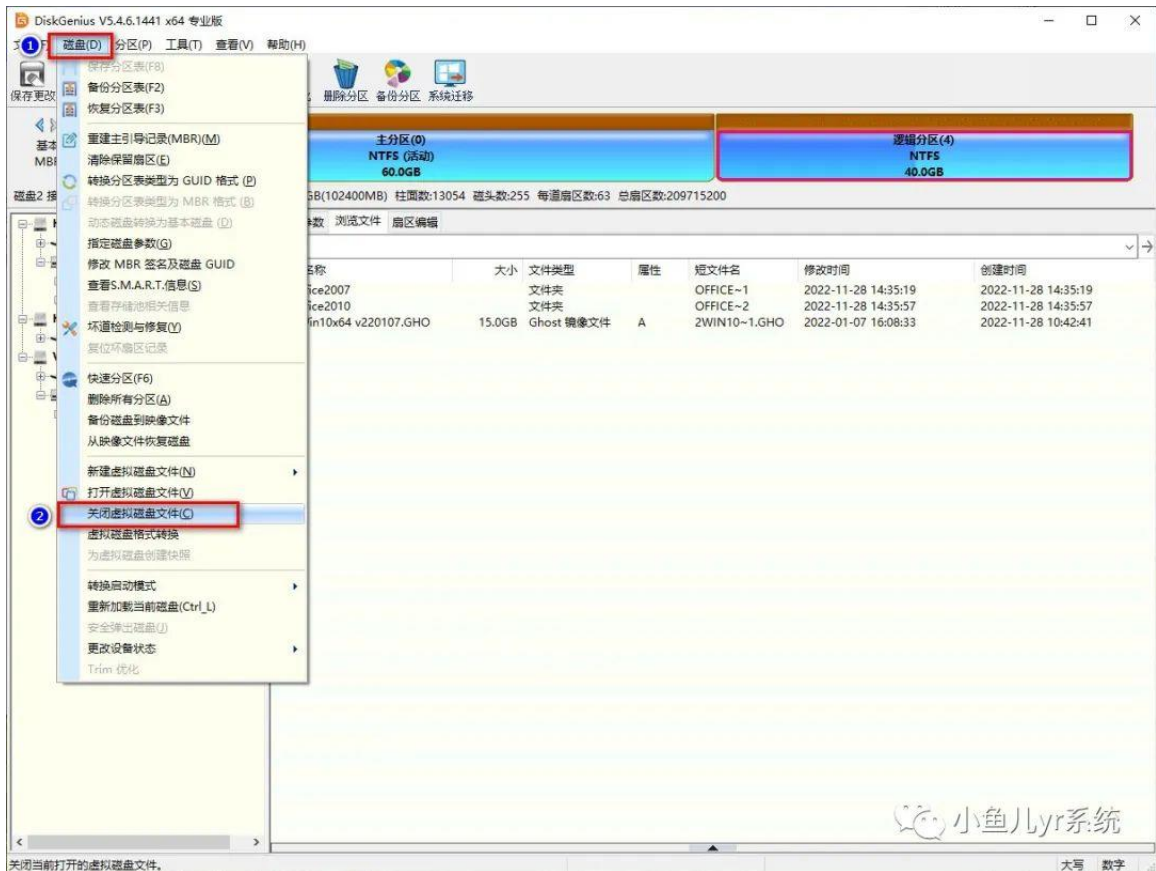 DiskGenius V5.4.6.1441 x64 专业版
1 磁盘(D) 分区(P) 工具(T) 查看(V) 帮助(H)
保存更改 删除分区 备份分区 系统迁移
保存分区表(F8)
备份分区表(F2)
恢复分区表(F3)
重建主引导记录(MBR)(M)
清除保留扇区(E)
转换分区表类型为 GUID 格式 (P)
转换分区表类型为 MBR 格式 (B)
动态磁盘转换为基本磁盘 (D)
指定磁盘参数(G)
修改 MBR 签名及磁盘 GUID
查看S.M.A.R.T.信息(S)
查看存储池相关信息
坏道检测与修复(Y)
复位坏扇区记录
快速分区(F6)
删除所有分区(A)
备份磁盘到映像文件
从映像文件恢复磁盘
新建虚拟磁盘文件(N)
打开虚拟磁盘文件(V)
2 关闭虚拟磁盘文件(C)
虚拟磁盘格式转换
为虚拟磁盘创建快照
转换启动模式
重新加载当前磁盘(Ctrl_L)
安全弹出磁盘(J)
更改设备状态
Trim 优化
基本
MBR
主分区(0)
NTFS (活动)
60.0GB
逻辑分区(4)
NTFS
40.0GB
磁盘2 GB(102400MB) 柱面数:13054 磁头数:255 每道扇区数:63 总扇区数:209715200
浏览文件 扇区编辑
名称 大小 文件类型 属性 短文件名 修改时间 创建时间
ice2007 文件夹 OFFICE~1 2022-11-28 14:35:19 2022-11-28 14:35:19
ice2010 文件夹 OFFICE~2 2022-11-28 14:35:57 2022-11-28 14:35:57
in10x64 v220107.GHO 15.0GB Ghost 镜像文件 A 2WIN10~1.GHO 2022-01-07 16:08:33 2022-11-28 10:42:41
小鱼儿yr系统
关闭当前打开的虚拟磁盘文件。 大写 数字